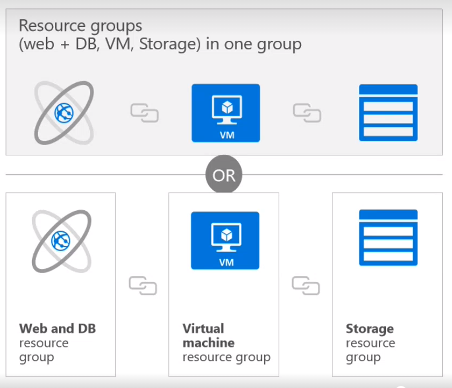 Resource groups
(web + DB, VM, Storage) in one group
VM
OR
VM
Web and DB
resource
group
Virtual
machine
resource group
Storage
resource
group